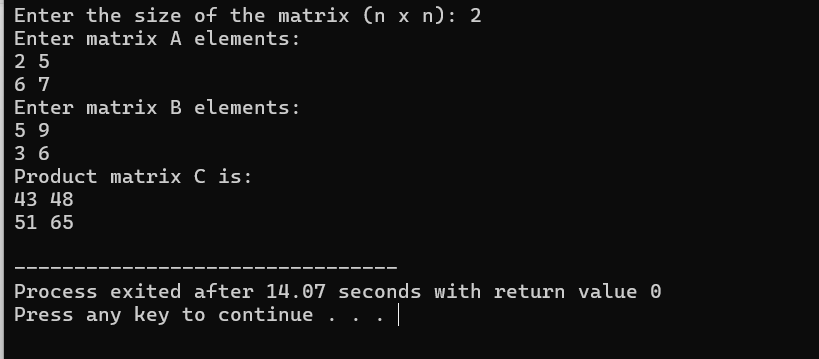 Enter the size of the matrix (n x n): 2
Enter matrix A elements:
2 5
6 7
Enter matrix B elements:
5 9
3 6
Product matrix C is:
43 48
51 65

--------------------------------
Process exited after 14.07 seconds with return value 0
Press any key to continue . . .